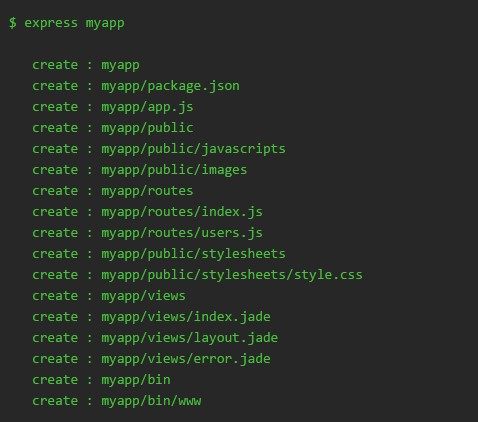 $ express myapp
create : myapp
create : myapp/package.json
create : myapp/app.js
create : myapp/public
create : myapp/public/javascripts
create : myapp/public/images
create : myapp/routes
create : myapp/routes/index.js
create : myapp/routes/users.js
create : myapp/public/stylesheets
create : myapp/public/stylesheets/style.css
create : myapp/views
create : myapp/views/index.jade
create : myapp/views/layout.jade
create : myapp/views/error.jade
create : myapp/bin
create : myapp/bin/www